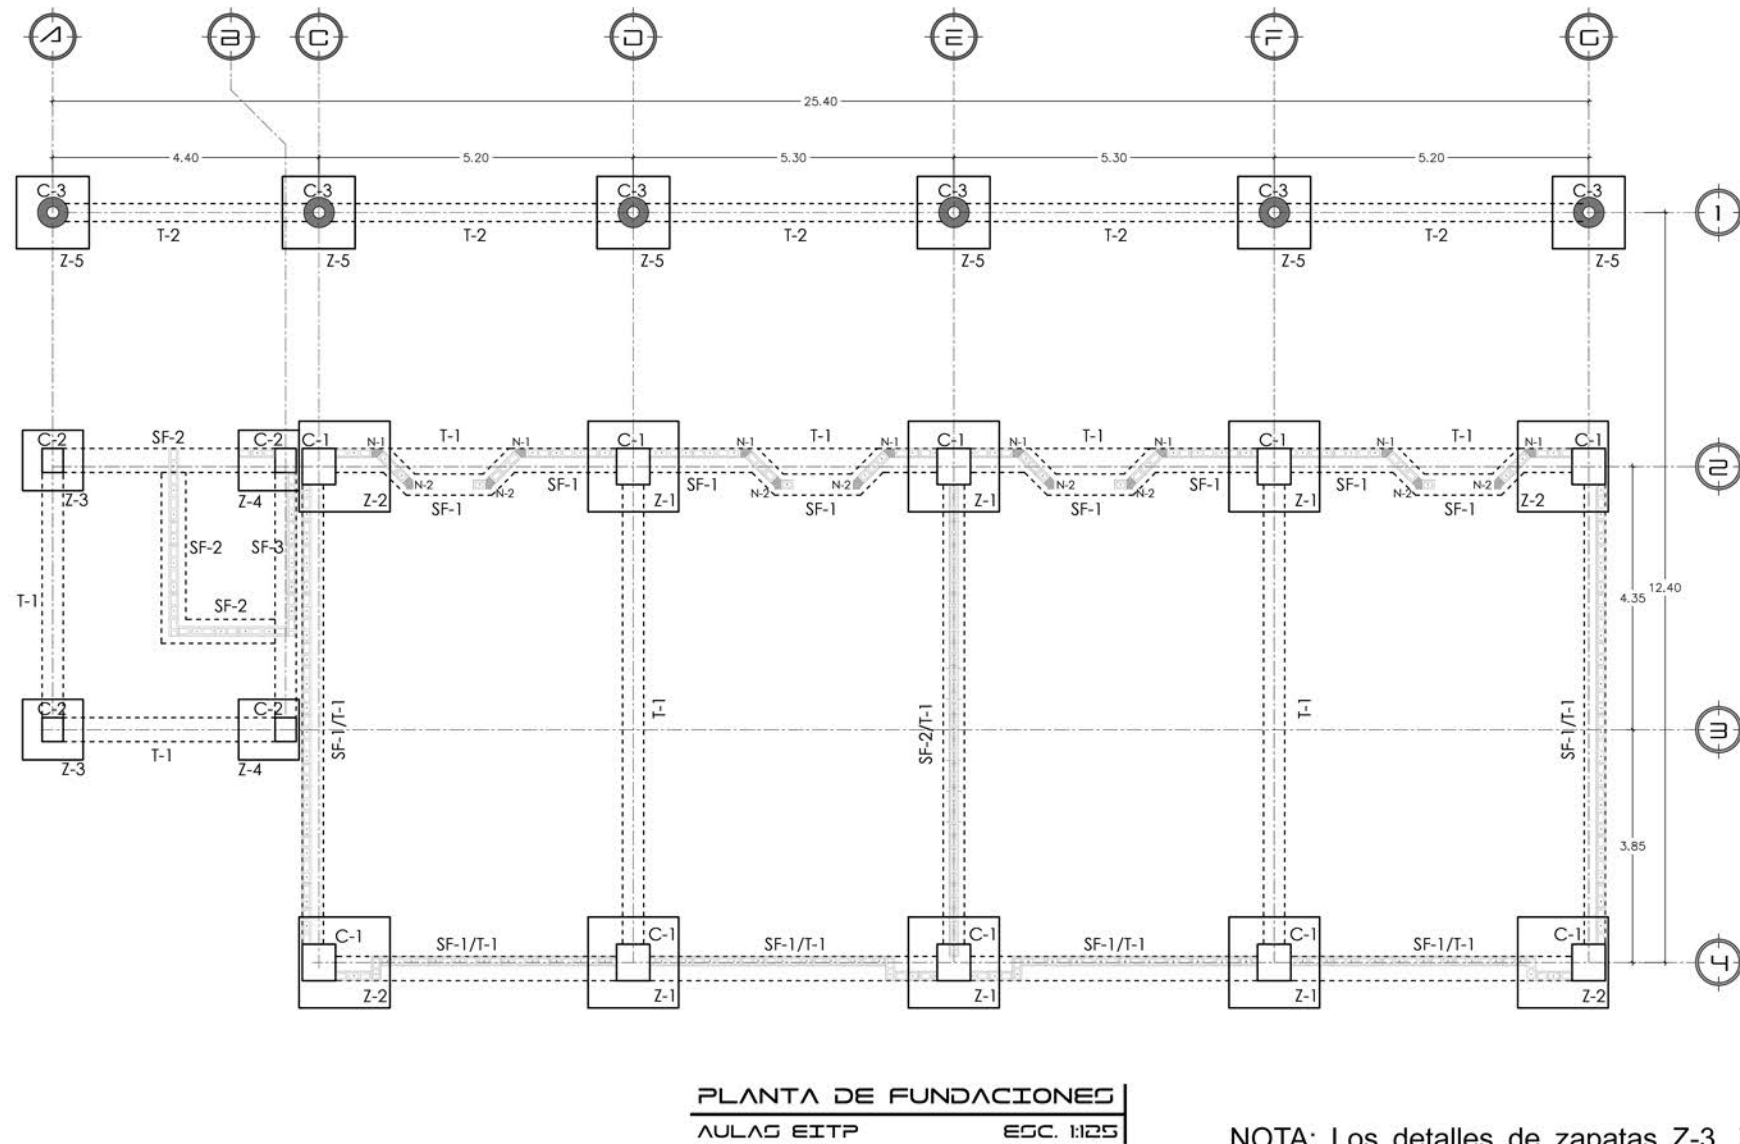 A B C D E F G
25.40
4.40 5.20 5.30 5.30 5.20
C-3 C-3 C-3 C-3 C-3 C-3
1
T-2 T-2 T-2 T-2 T-2
Z-5 Z-5 Z-5 Z-5 Z-5 Z-5
C-2 SF-2 C-2 C-1 N-1 T-1 N-1 C-1 N-1 T-1 N-1 C-1 N-1 T-1 N-1 C-1 N-1 T-1 N-1 C-1
2
Z-3 Z-4 Z-2 N-2 N-2 SF-1 Z-1 SF-1 N-2 N-2 Z-1 N-2 N-2 SF-1 Z-1 SF-1 N-2 N-2 Z-2
SF-1 SF-1 SF-1 SF-1
SF-2 SF-3
T-1 SF-2
4.35 12.40
C-2 C-2
SF-1/T-1 T-1 SF-2/T-1 T-1 SF-1/T-1
3
T-1
Z-3 Z-4
3.85
C-1 SF-1/T-1 C-1 SF-1/T-1 C-1 SF-1/T-1 C-1 SF-1/T-1 C-1
4
Z-2 Z-1 Z-1 Z-1 Z-2
PLANTA DE FUNDACIONES
AULAS EITP ESC. 1:125
NOTA: Los detalles de zapatas Z-3,